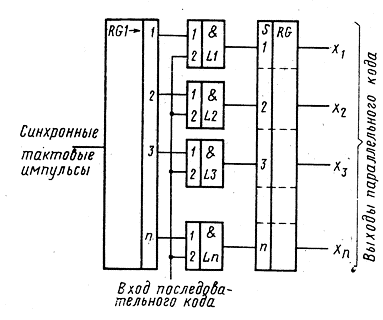 RG1→ 1 1 & S RG
2 L1 1 X1
2 1 & 2 X2
2 L2
Синхронные
тактовые
импульсы
3 1 & 3 X3
2 L3
n 1 & n Xn
2 Ln
Вход последова-
тельного кода
Выходы параллельного кода